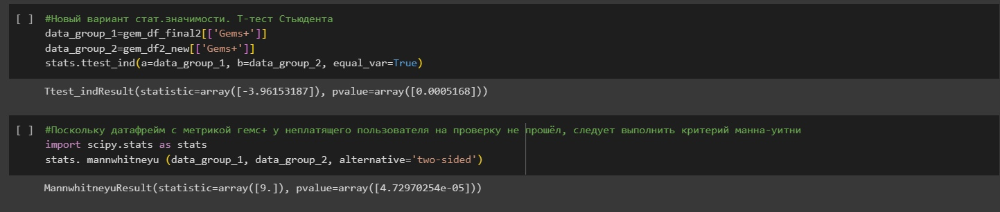 [ ] #Новый вариант стат.значимости. Т-тест Стьюдента
data_group_1=gem_df_final2[['Gems+']]
data_group_2=gem_df2_new[['Gems+']]
stats.ttest_ind(a=data_group_1, b=data_group_2, equal_var=True)
Ttest_indResult(statistic=array([-3.96153187]), pvalue=array([0.0005168]))
[ ] #Поскольку датафрейм с метрикой гемс+ у неплатящего пользователя на проверку не прошёл, следует выполнить критерий манна-уитни
import scipy.stats as stats
stats. mannwhitneyu (data_group_1, data_group_2, alternative='two-sided')
MannwhitneyuResult(statistic=array([9.]), pvalue=array([4.72970254e-05]))